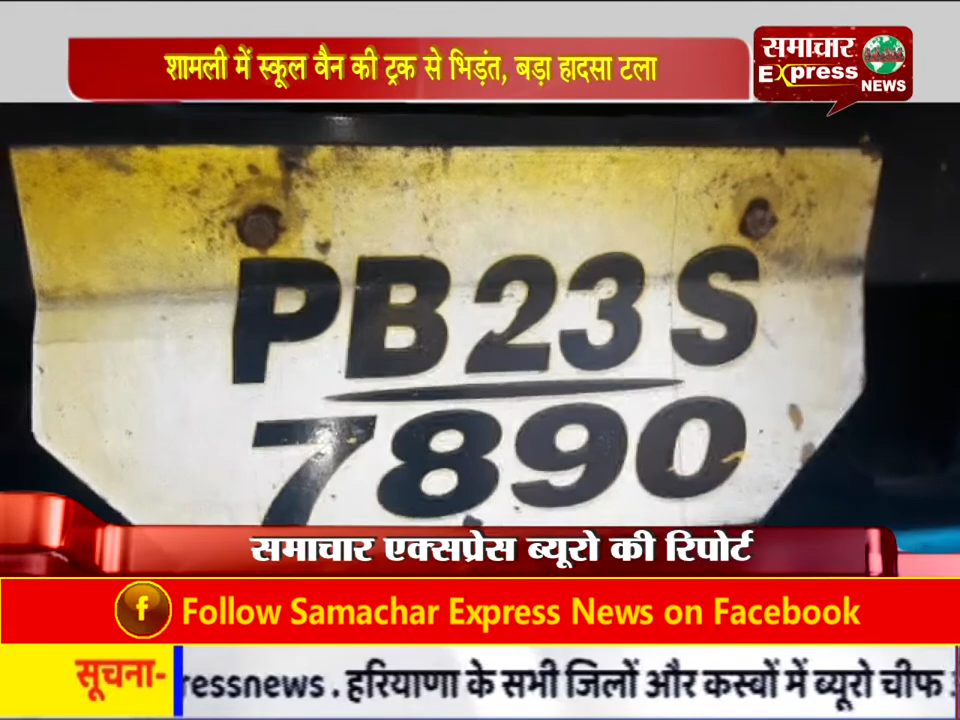 शामली में स्कूल वैन की ट्रक से भिड़ंत, बड़ा हादसा टला
समाचार
Express
NEWS
PB23S
7890
समाचार एक्सप्रेस ब्यूरो की रिपोर्ट
f Follow Samachar Express News on Facebook
सूचना- ressnews . हरियाणा के सभी जिलों और कस्बों में ब्यूरो चीफ